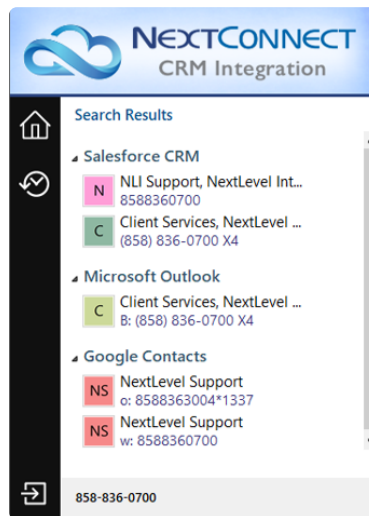 NEXTCONNECT
CRM Integration
Search Results
Salesforce CRM
N
NLI Support, NextLevel Int...
8588360700
C
Client Services, NextLevel ...
(858) 836-0700 X4
Microsoft Outlook
C
Client Services, NextLevel ...
B: (858) 836-0700 X4
Google Contacts
NS
NextLevel Support
o: 8588363004*1337
NS
NextLevel Support
w: 8588360700
858-836-0700